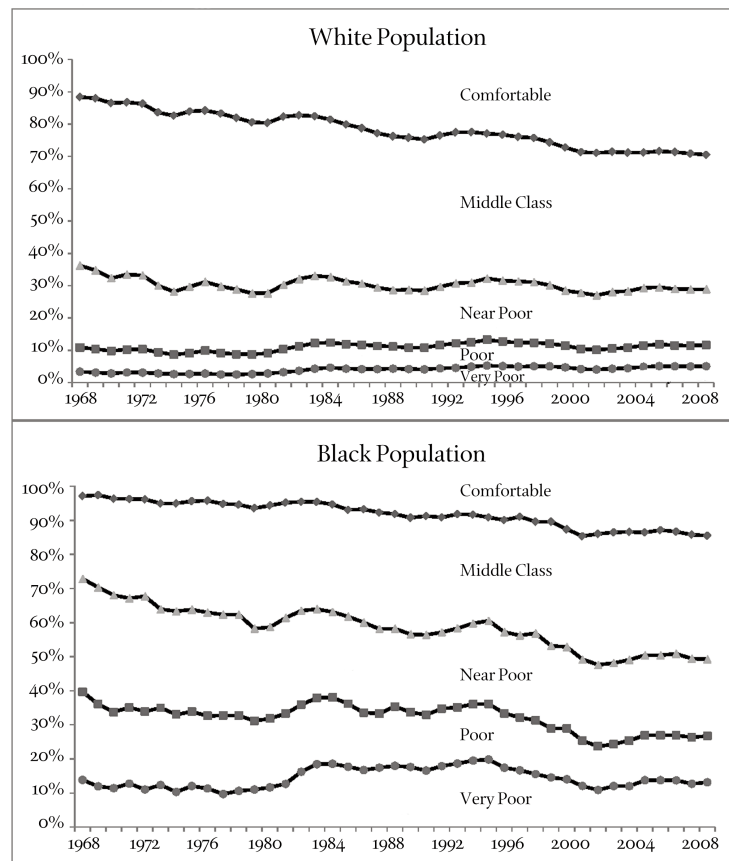 White Population
100%
90%
80%
70%
60%
50%
40%
30%
20%
10%
0%
Comfortable
Middle Class
Near Poor
Poor
Very Poor
1968 1972 1976 1980 1984 1988 1992 1996 2000 2004 2008
Black Population
100%
90%
80%
70%
60%
50%
40%
30%
20%
10%
0%
Comfortable
Middle Class
Near Poor
Poor
Very Poor
1968 1972 1976 1980 1984 1988 1992 1996 2000 2004 2008